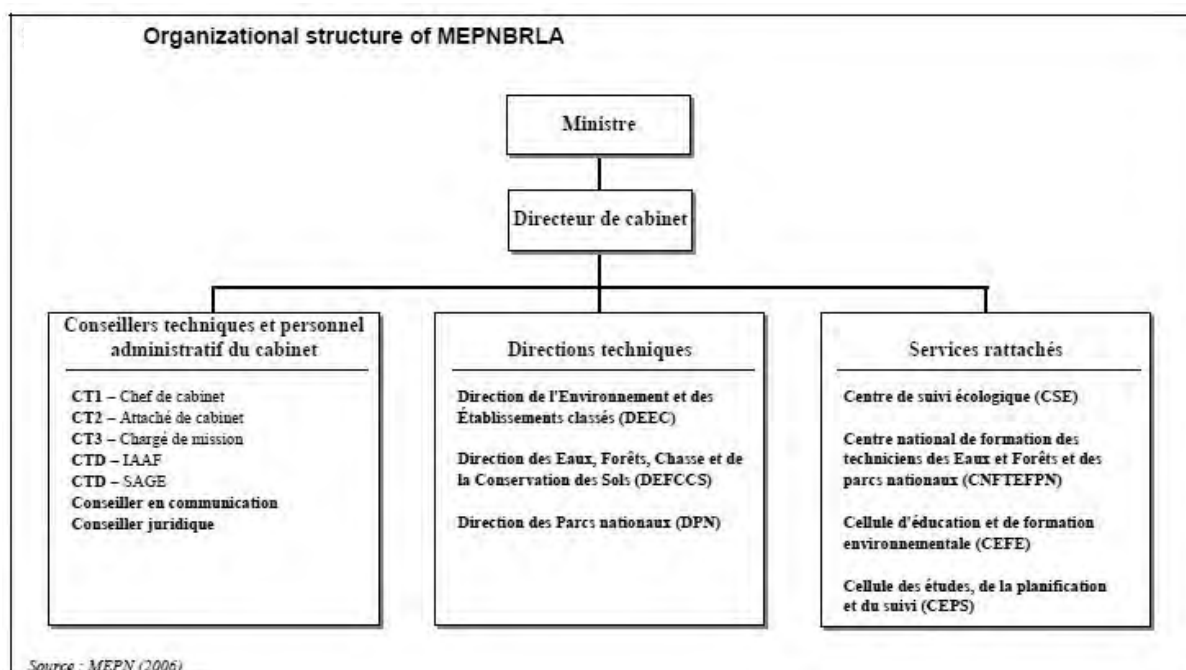 Organizational structure of MEPNBRLA
Ministre
Directeur de cabinet
Conseillers techniques et personnel
administratif du cabinet
CT1 – Chef de cabinet
CT2 – Attaché de cabinet
CT3 – Chargé de mission
CTD – IAAF
CTD – SAGE
Conseiller en communication
Conseiller juridique
Directions techniques
Direction de l'Environnement et des
Établissements classés (DEEC)
Direction des Eaux, Forêts, Chasse et de
la Conservation des Sols (DEFCCS)
Direction des Parcs nationaux (DPN)
Services rattachés
Centre de suivi écologique (CSE)
Centre national de formation des
techniciens des Eaux et Forêts et des
parcs nationaux (CNFTEFPN)
Cellule d'éducation et de formation
environnementale (CEFE)
Cellule des études, de la planification
et du suivi (CEPS)
Source : MEPN (2006)